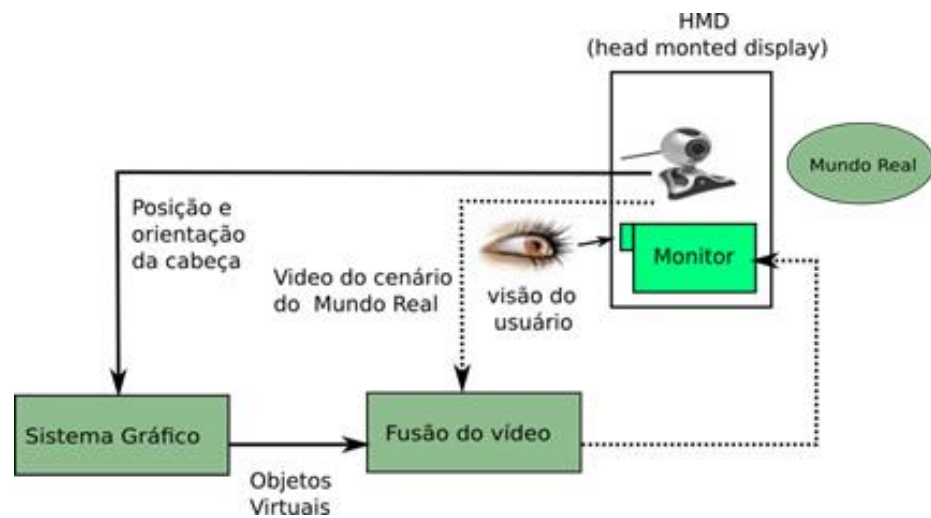 HMD
(head monted display)
Mundo Real
Posição e
orientação
da cabeça
Video do cenário
do Mundo Real
visão do
usuário
Monitor
Sistema Gráfico
Fusão do vídeo
Objetos
Virtuais